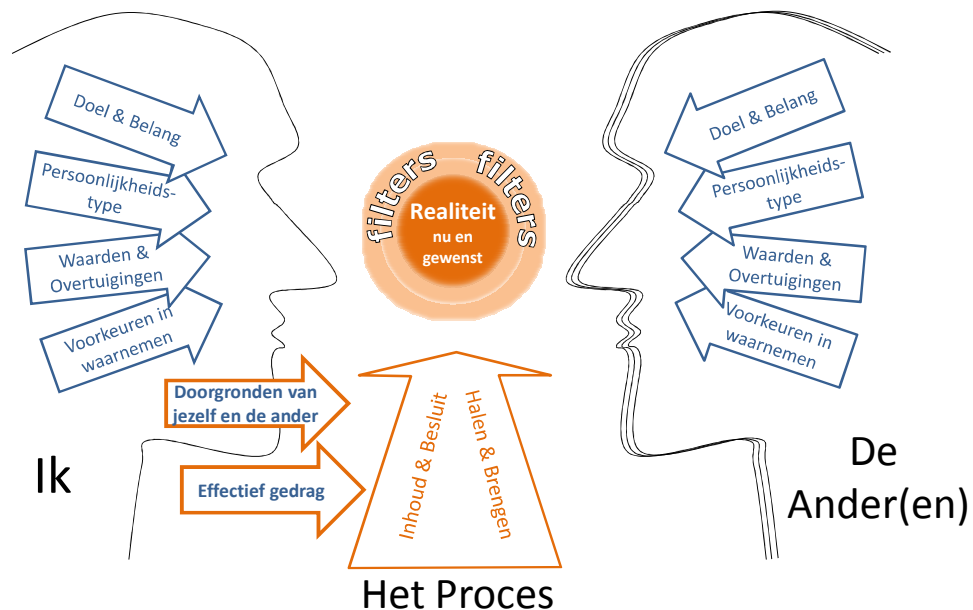 Doel & Belang
Persoonlijkheids-
type
Waarden &
Overtuigingen
Voorkeuren in
waarnemen
filters filters
Realiteit
nu en
gewenst
Doel & Belang
Persoonlijkheids-
type
Waarden &
Overtuigingen
Voorkeuren in
waarnemen
Doorgronden van
jezelf en de ander
Effectief gedrag
Inhoud & Besluit
Halen & Brengen
Ik
De
Ander(en)
Het Proces